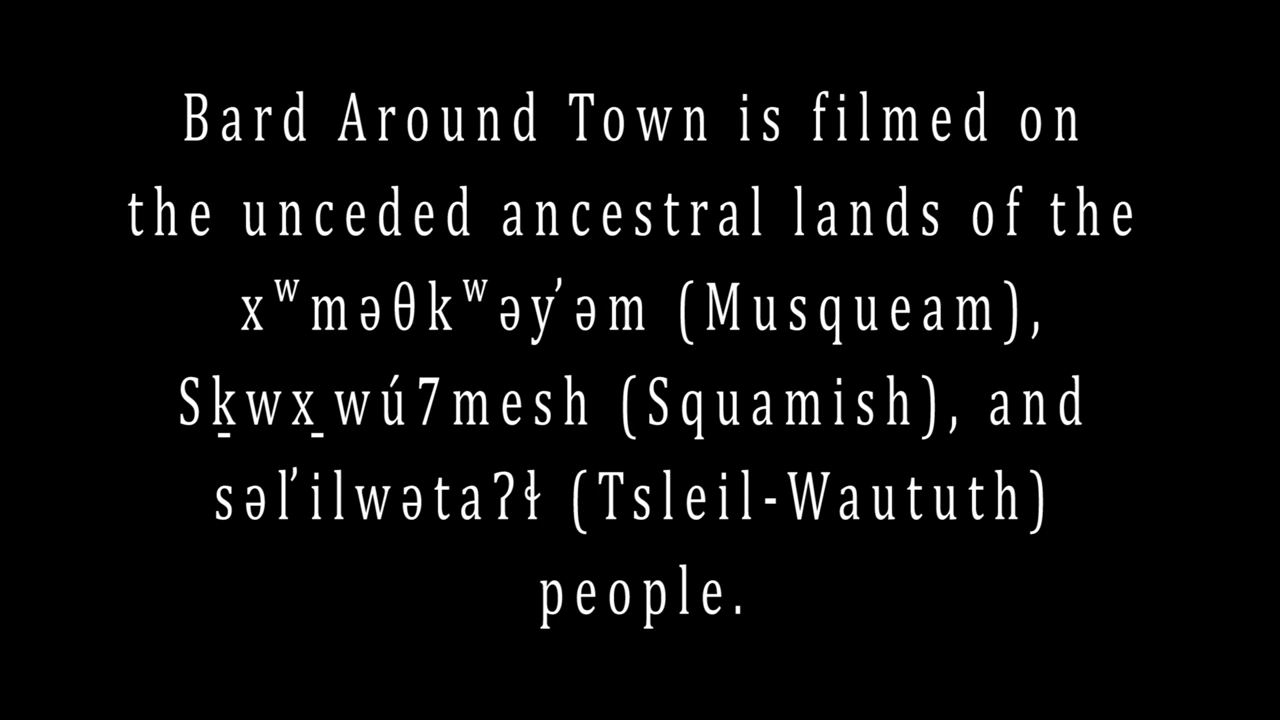 Bard Around Town is filmed on
the unceded ancestral lands of the
xʷməθkʷəy̓əm (Musqueam),
Sḵwx̱wú7mesh (Squamish), and
səl̓ilwətaʔɬ (Tsleil-Waututh)
people.